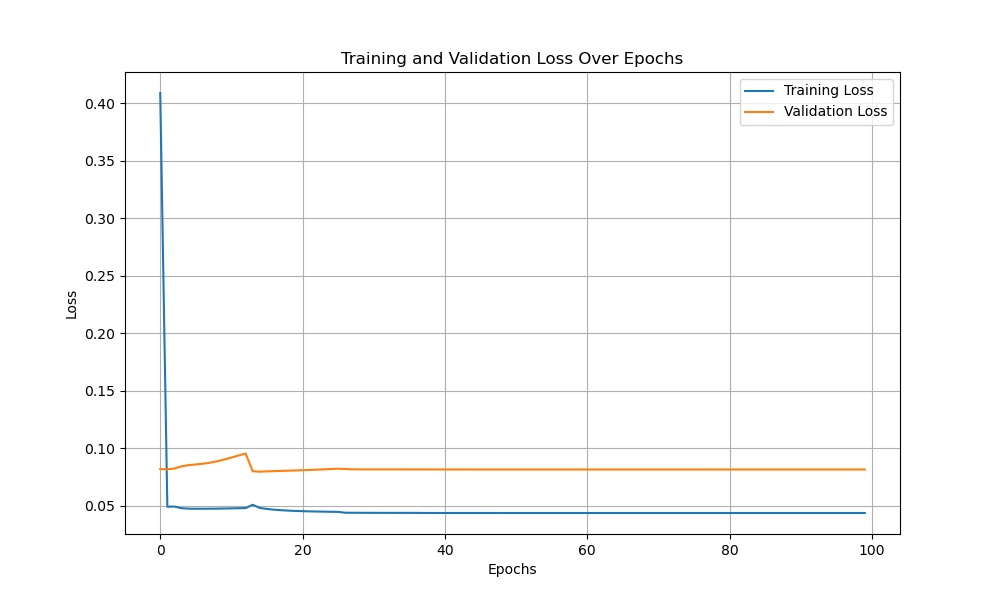 Training and Validation Loss Over Epochs
Training Loss
Validation Loss
0.40
0.35
0.30
0.25
0.20
0.15
0.10
0.05
Loss
0 20 40 60 80 100
Epochs